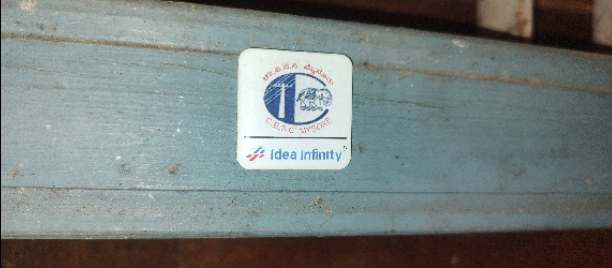 ಚಾ.ವಿ.ಸ.ನಿ. ಮೈಸೂರು
C.E.S.C MYSORE
Idea Infinity